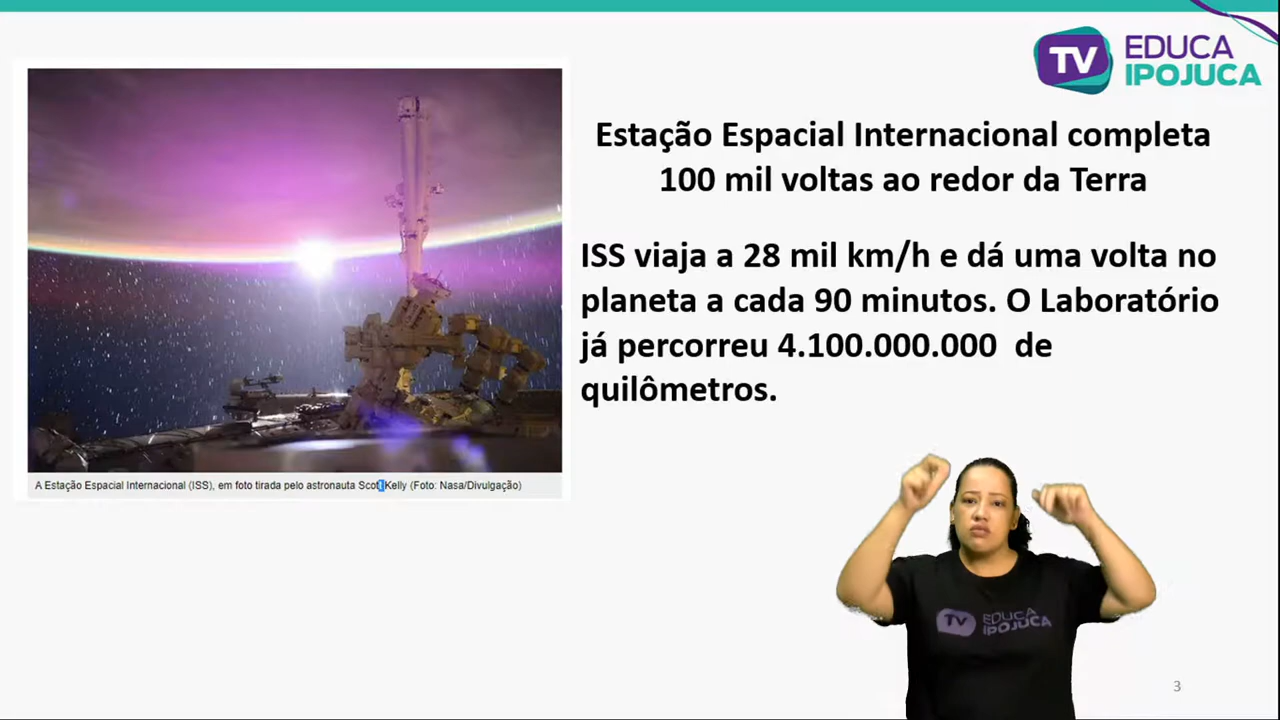 TV EDUCA
IPOJUCA
Estação Espacial Internacional completa
100 mil voltas ao redor da Terra
ISS viaja a 28 mil km/h e dá uma volta no
planeta a cada 90 minutos. O Laboratório
já percorreu 4.100.000.000 de
quilômetros.
A Estação Espacial Internacional (ISS), em foto tirada pelo astronauta Scott Kelly (Foto: Nasa/Divulgação)
TV EDUCA
IPOJUCA
3